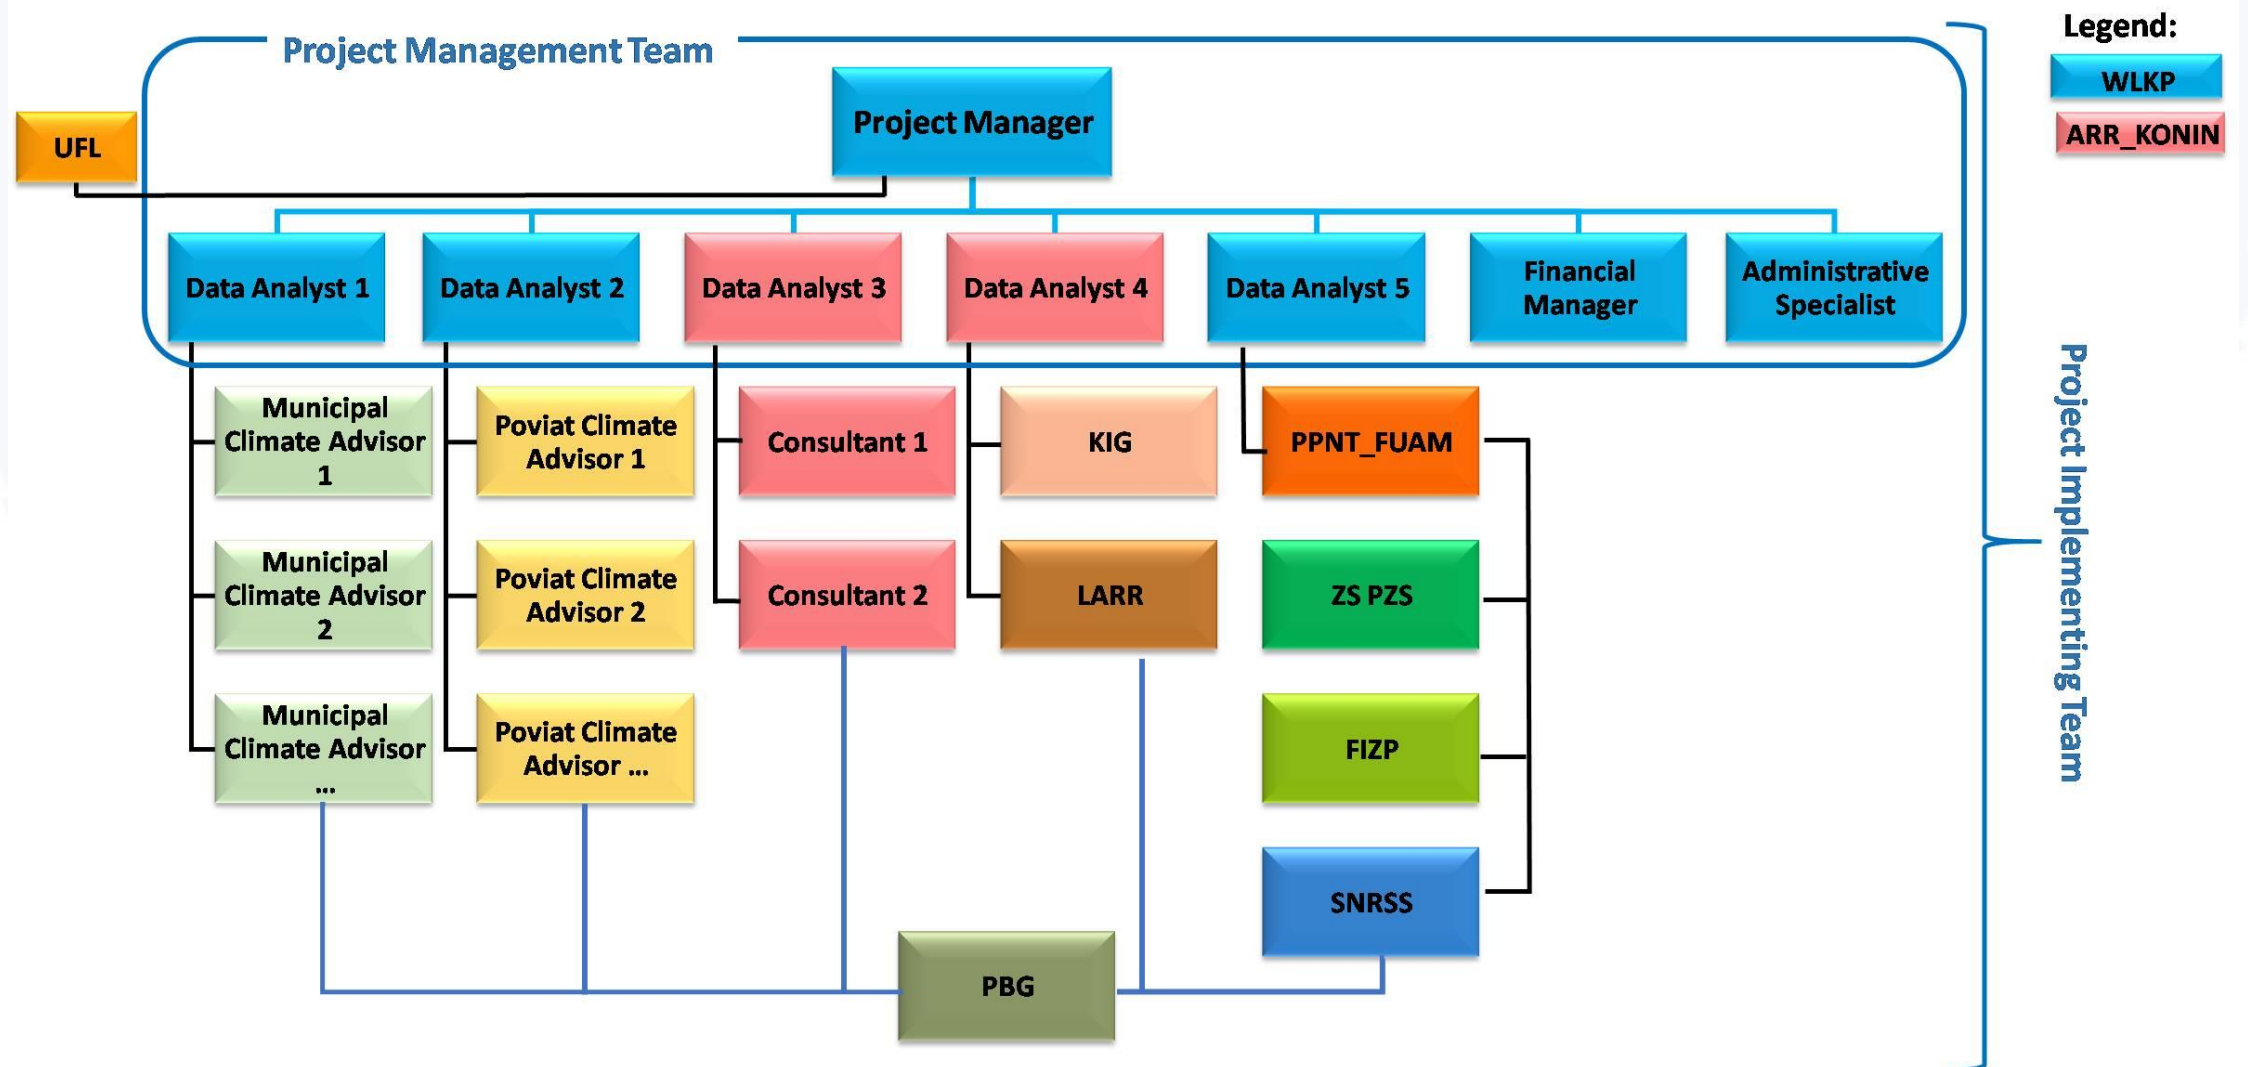 Project Management Team
Legend:
WLKP
ARR_KONIN
UFL
Project Manager
Data Analyst 1
Data Analyst 2
Data Analyst 3
Data Analyst 4
Data Analyst 5
Financial
Manager
Administrative
Specialist
Municipal
Climate Advisor
1
Poviat Climate
Advisor 1
Consultant 1
KIG
PPNT_FUAM
Municipal
Climate Advisor
2
Poviat Climate
Advisor 2
Consultant 2
LARR
ZS PZS
Municipal
Climate Advisor
...
Poviat Climate
Advisor ...
FIZP
SNRSS
PBG
Project Implementing Team